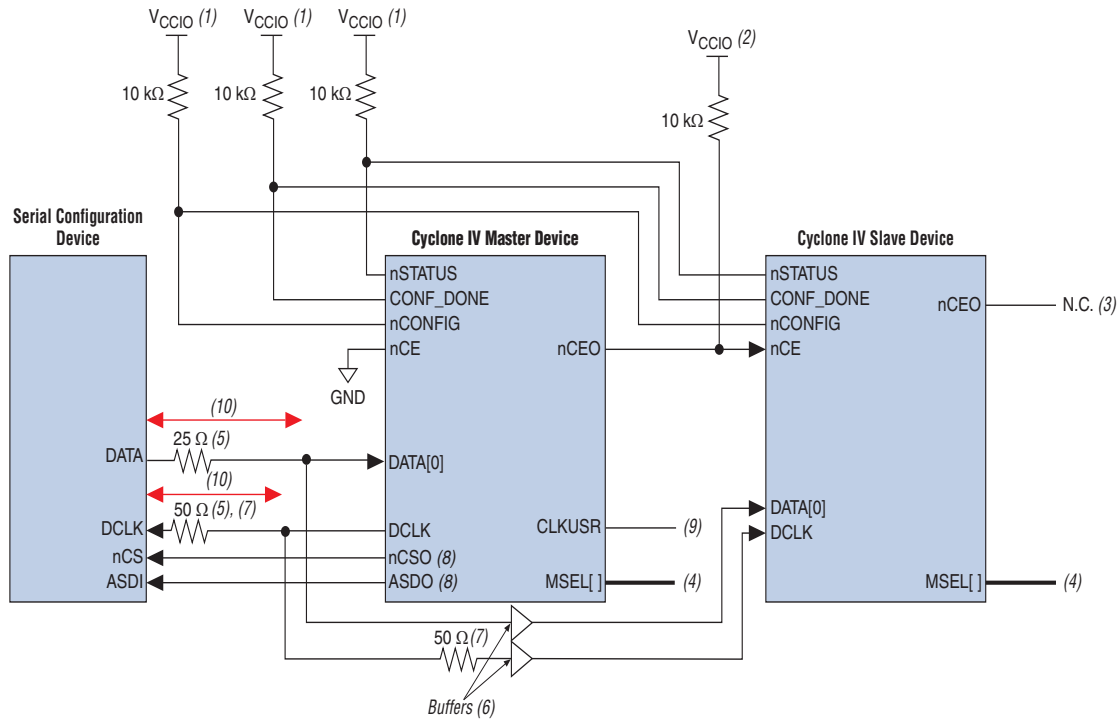 VCCIO (1) VCCIO (1) VCCIO (1)
VCCIO (2)
10 kΩ 10 kΩ 10 kΩ
10 kΩ
Serial Configuration
Device
Cyclone IV Master Device
Cyclone IV Slave Device
nSTATUS
CONF_DONE
nCONFIG
nCE
nCEO
GND
nSTATUS
CONF_DONE
nCONFIG
nCE
nCEO
N.C. (3)
(10)
25 Ω (5)
DATA
DATA[0]
(10)
50 Ω (5), (7)
DCLK
DCLK
CLKUSR
(9)
nCS
nCSO (8)
ASDI
ASDO (8)
MSEL[ ]
(4)
DATA[0]
DCLK
MSEL[ ]
(4)
50 Ω (7)
Buffers (6)